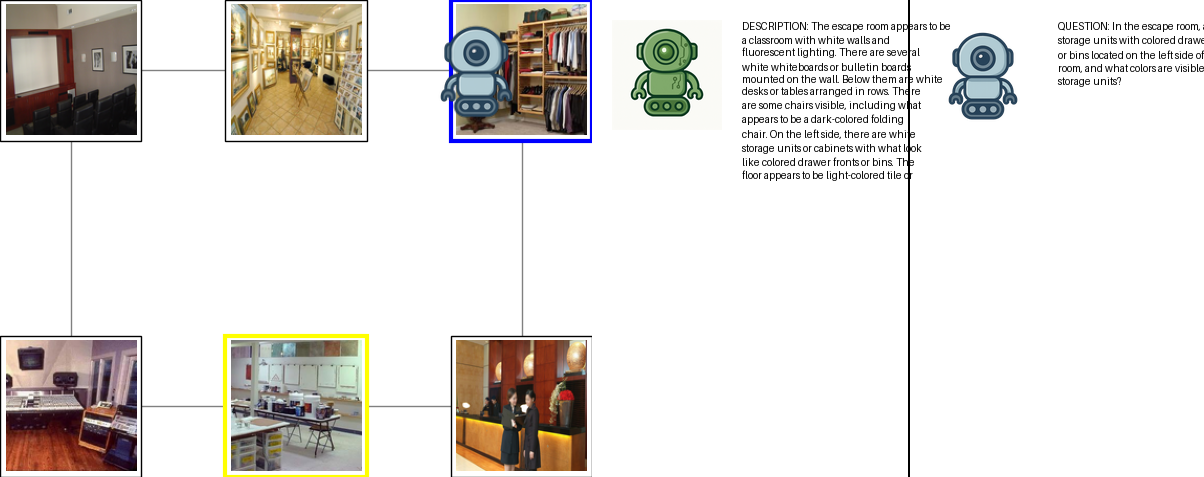 DESCRIPTION: The escape room appears to be
a classroom with white walls and
fluorescent lighting. There are several
white whiteboards or bulletin boards
mounted on the wall. Below them are white
desks or tables arranged in rows. There
are some chairs visible, including what
appears to be a dark-colored folding
chair. On the left side, there are white
storage units or cabinets with what look
like colored drawer fronts or bins. The
floor appears to be light-colored tile or
QUESTION: In the escape room,
storage units with colored
or bins located on the left side of
room, and what colors are visible
storage units?